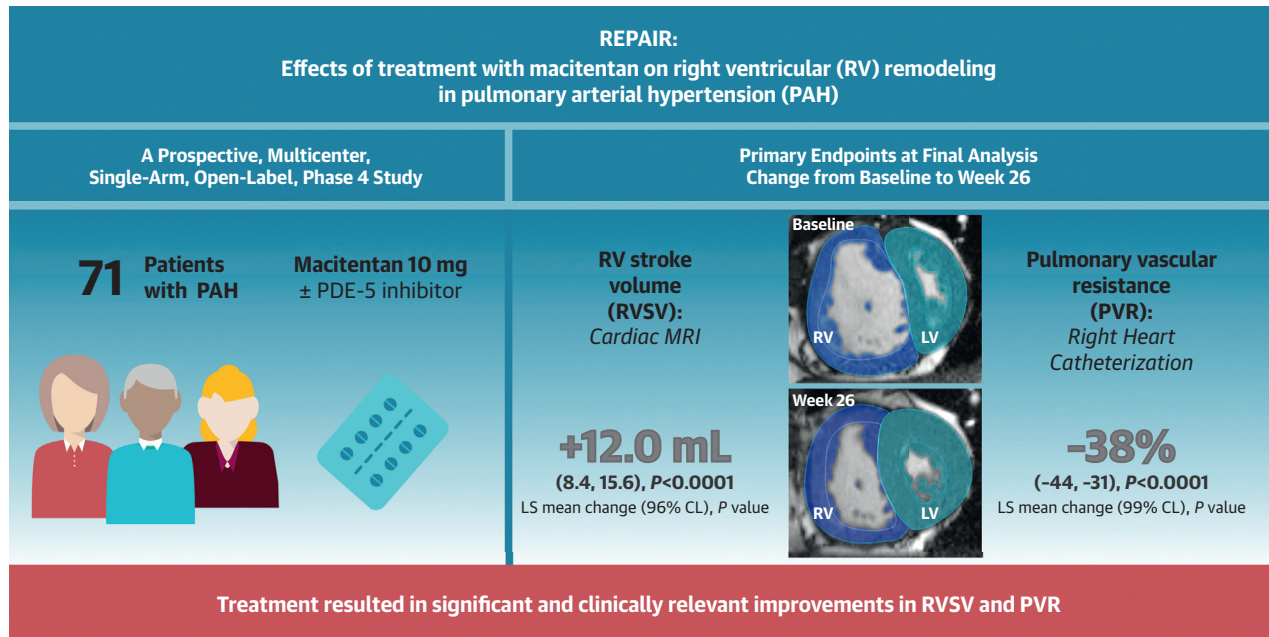 REPAIR:
Effects of treatment with macitentan on right ventricular (RV) remodeling
in pulmonary arterial hypertension (PAH)
A Prospective, Multicenter,
Single-Arm, Open-Label, Phase 4 Study
Primary Endpoints at Final Analysis
Change from Baseline to Week 26
71
Patients
with PAH
Macitentan 10 mg
± PDE-5 inhibitor
RV stroke
volume
(RVSV):
Cardiac MRI
+12.0 mL
(8.4, 15.6), P<0.0001
LS mean change (96% CL), P value
Baseline
RV
LV
Week 26
RV
LV
Pulmonary vascular
resistance
(PVR):
Right Heart
Catheterization
-38%
(-44, -31), P<0.0001
LS mean change (99% CL), P value
Treatment resulted in significant and clinically relevant improvements in RVSV and PVR